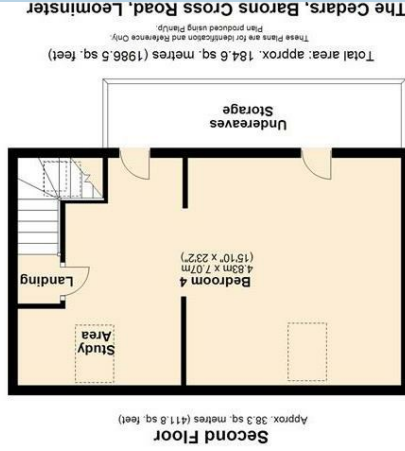 Second Floor
Approx. 38.3 sq. metres (411.8 sq. feet)
Study
Area
Landing
Bedroom 4
4.83m x 7.07m
(15'10" x 23'2")
Undereaves
Storage
Total area: approx. 184.6 sq. metres (1986.5 sq. feet)
These Plans are for Identification and Reference Only.
Plan produced using PlanUp.
The Cedars, Barons Cross Road, Leominster